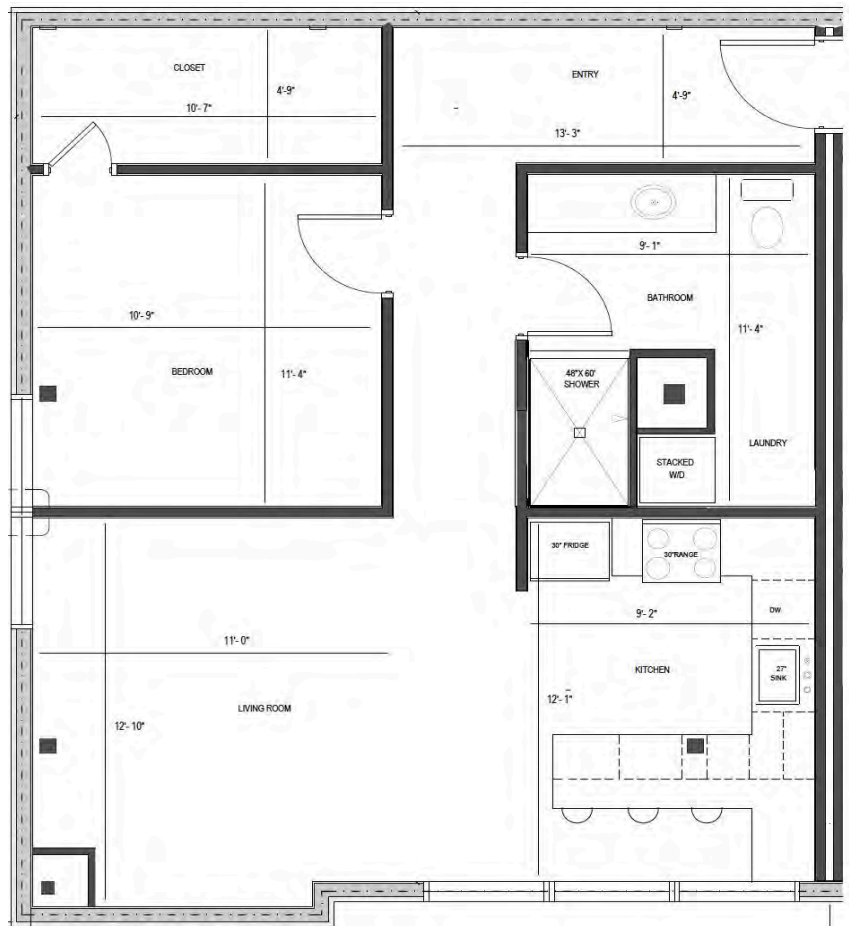 CLOSET
10'- 7"
4'-9"
ENTRY
4'-9"
13'- 3"
9'- 1"
BATHROOM
11'- 4"
10'- 9"
BEDROOM
11'- 4"
48"X 60'
SHOWER
LAUNDRY
STACKED
W/D
30" FRIDGE
30"RANGE
DW
9'- 2"
11'- 0"
KITCHEN
27"
SINK
12'- 1"
LIVING ROOM
12'- 10"